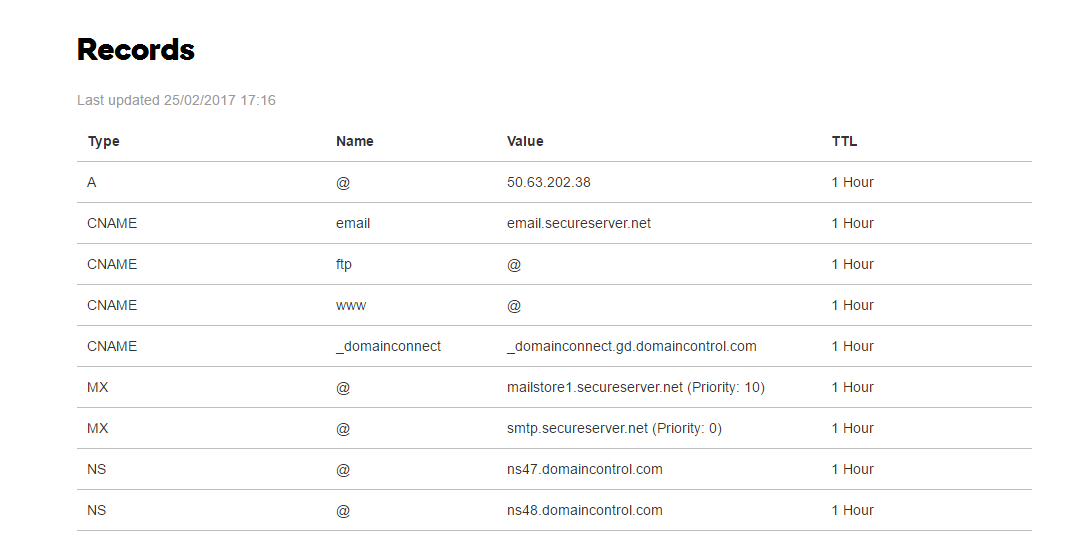 Records
Last updated 25/02/2017 17:16
Type Name Value TTL
A @ 50.63.202.38 1 Hour
CNAME email email.secureserver.net 1 Hour
CNAME ftp @ 1 Hour
CNAME www @ 1 Hour
CNAME _domainconnect _domainconnect.gd.domaincontrol.com 1 Hour
MX @ mailstore1.secureserver.net (Priority: 10) 1 Hour
MX @ smtp.secureserver.net (Priority: 0) 1 Hour
NS @ ns47.domaincontrol.com 1 Hour
NS @ ns48.domaincontrol.com 1 Hour